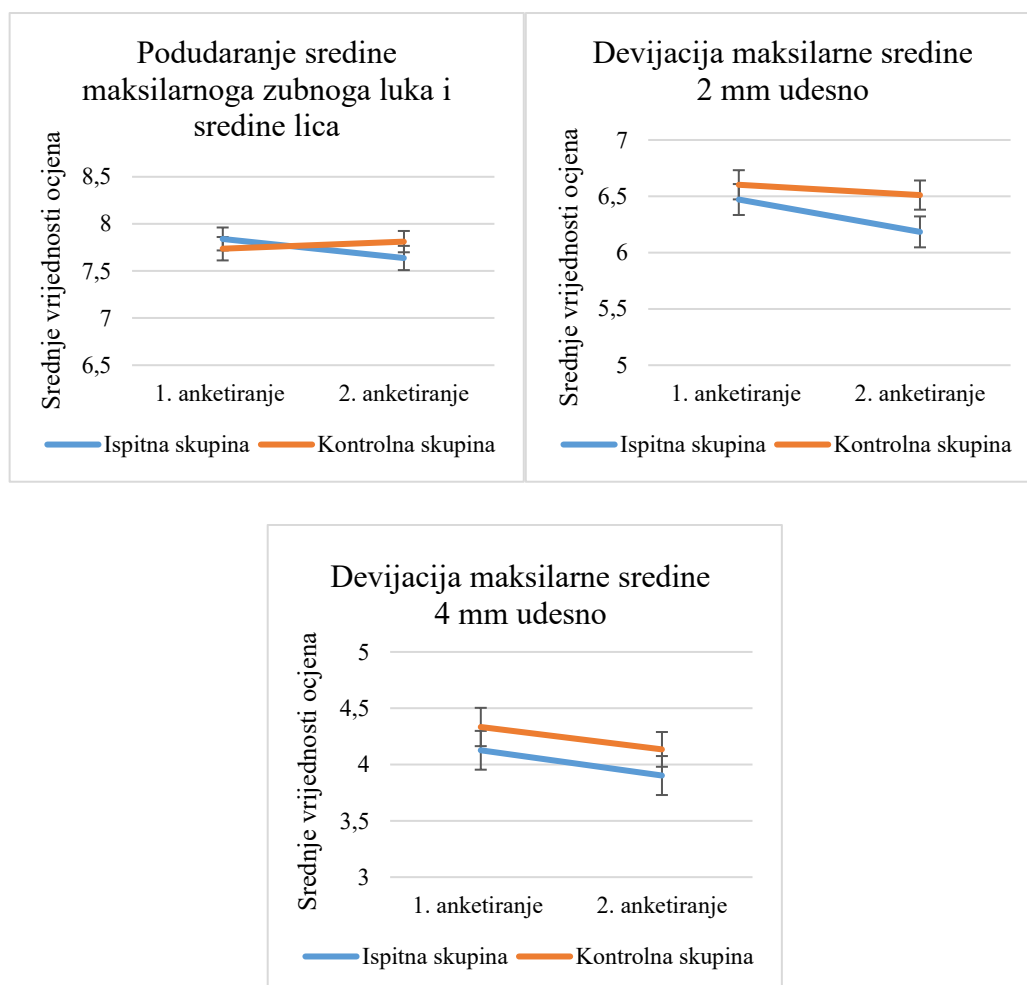 Podudaranje sredine
maksilarnoga zubnoga luka i
sredine lica
Srednje vrijednosti ocjena
8,5
8
7,5
7
6,5
1. anketiranje 2. anketiranje
Ispitna skupina Kontrolna skupina
Devijacija maksilarne sredine
2 mm udesno
Srednje vrijednosti ocjena
7
6,5
6
5,5
5
1. anketiranje 2. anketiranje
Ispitna skupina Kontrolna skupina
Devijacija maksilarne sredine
4 mm udesno
Srednje vrijednosti ocjena
5
4,5
4
3,5
3
1. anketiranje 2. anketiranje
Ispitna skupina Kontrolna skupina